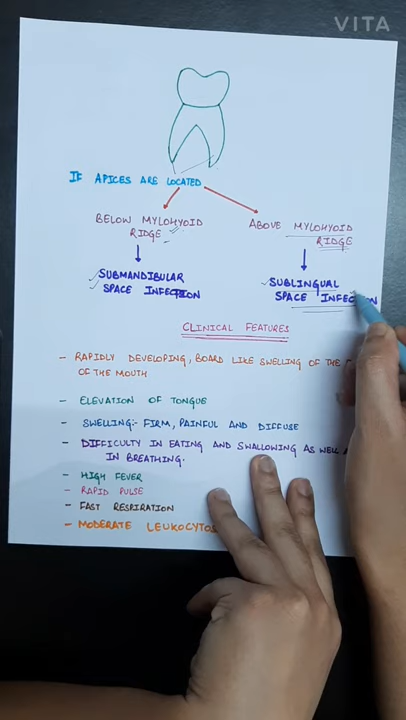 VITA
IF APICES ARE LOCATED
BELOW MYLOHYOID
RIDGE
ABOVE MYLOHYOID
RIDGE
SUBMANDIBULAR
SPACE INFECTION
SUBLINGUAL
SPACE INFECTION
CLINICAL FEATURES
- RAPIDLY DEVELOPING, BOARD LIKE SWELLING OF THE
OF THE MOUTH
- ELEVATION OF TONGUE
- SWELLING:- FIRM, PAINFUL AND DIFFUSE
- DIFFICULTY IN EATING AND SWALLOWING AS WELL
IN BREATHING.
- HIGH FEVER
- RAPID PULSE
- FAST RESPIRATION
- MODERATE